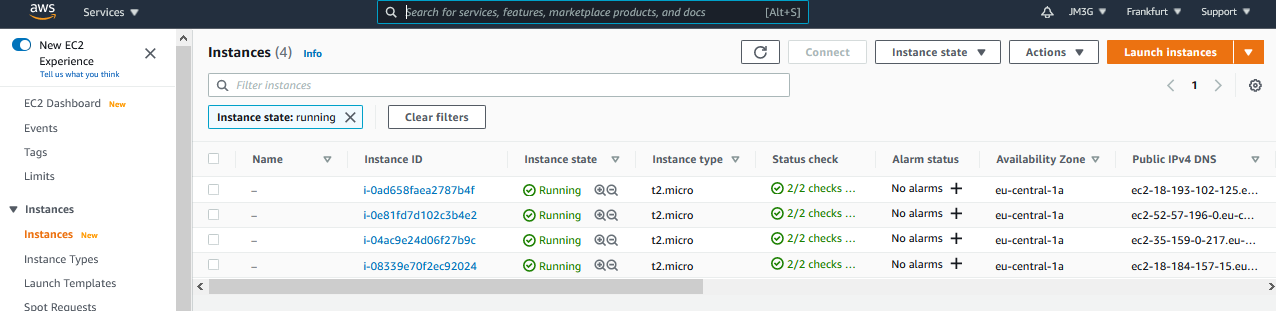 aws
Services
Search for services, features, marketplace products, and docs [Alt+S]
JM3G
Frankfurt
Support
New EC2
Experience
Tell us what you think
EC2 Dashboard New
Events
Tags
Limits
Instances
Instances New
Instance Types
Launch Templates
Spot Requests
Instances (4) Info
Connect
Instance state
Actions
Launch instances
Filter instances
1
Instance state: running
Clear filters
Name Instance ID Instance state Instance type Status check Alarm status Availability Zone Public IPv4 DNS
– i-0ad658faea2787b4f Running t2.micro 2/2 checks ... No alarms + eu-central-1a ec2-18-193-102-125.e...
– i-0e81fd7d102c3b4e2 Running t2.micro 2/2 checks ... No alarms + eu-central-1a ec2-52-57-196-0.eu-c...
– i-04ac9e24d06f27b9c Running t2.micro 2/2 checks ... No alarms + eu-central-1a ec2-35-159-0-217.eu-...
– i-08339e70f2ec92024 Running t2.micro 2/2 checks ... No alarms + eu-central-1a ec2-18-184-157-15.eu...